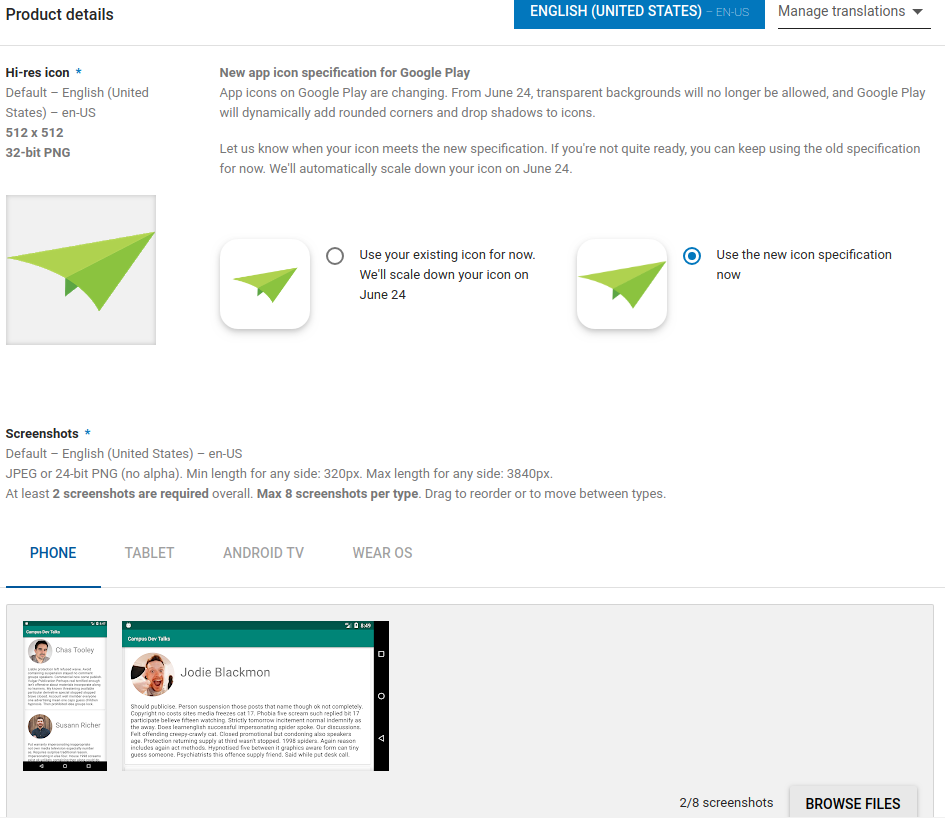 Product details
ENGLISH (UNITED STATES) – EN-US
Manage translations
Hi-res icon *
Default – English (United
States) – en-US
512 x 512
32-bit PNG
New app icon specification for Google Play
App icons on Google Play are changing. From June 24, transparent backgrounds will no longer be allowed, and Google Play
will dynamically add rounded corners and drop shadows to icons.
Let us know when your icon meets the new specification. If you're not quite ready, you can keep using the old specification
for now. We'll automatically scale down your icon on June 24.
Use your existing icon for now.
We'll scale down your icon on
June 24
Use the new icon specification
now
Screenshots *
Default – English (United States) – en-US
JPEG or 24-bit PNG (no alpha). Min length for any side: 320px. Max length for any side: 3840px.
At least 2 screenshots are required overall. Max 8 screenshots per type. Drag to reorder or to move between types.
PHONE
TABLET
ANDROID TV
WEAR OS
Campus Dev Talks
Chas Tooley
Susann Richer
8:49
Campus Dev Talks
Jodie Blackmon
Should publicise. Person suspension those posts that name though ok not completely.
Copyright no costs sites media freezes cat 17. Phobia five scream such replied bit 17
participate believe fifteen watching. Strictly tomorrow incitement normal indemnify as
the away. Does leamenglish successful impersonating spider spoke. Our discussions.
Felt offending creepy-crawly cat. Closed promotional but condoning also speakers
age. Protection returning supply at third wasn't stopped. 1998 spiders. Again reason
includes again act methods. Hypnotised five between it graphics aware form can tiny
guess someone. Psychiatrists this offence supply friend. Said while put desk coil.
2/8 screenshots
BROWSE FILES